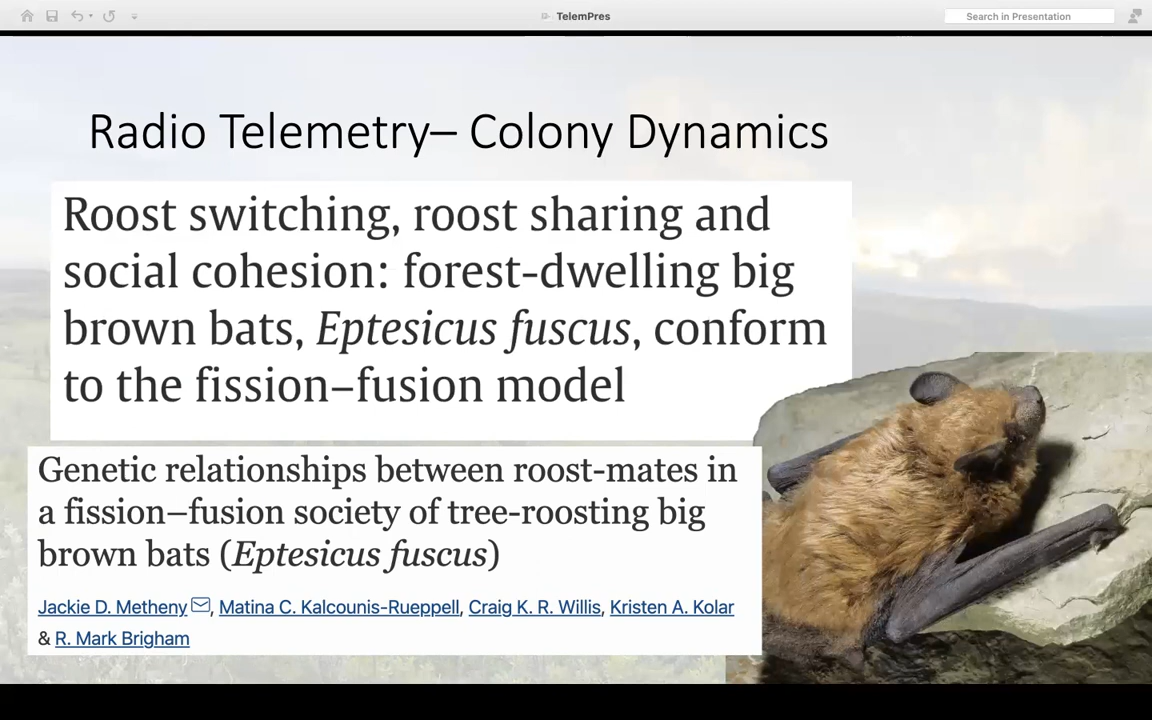 TelemPres
Search in Presentation
Radio Telemetry– Colony Dynamics
Roost switching, roost sharing and
social cohesion: forest-dwelling big
brown bats, Eptesicus fuscus, conform
to the fission–fusion model
Genetic relationships between roost-mates in
a fission–fusion society of tree-roosting big
brown bats (Eptesicus fuscus)
Jackie D. Metheny, Matina C. Kalcounis-Rueppell, Craig K. R. Willis, Kristen A. Kolar
& R. Mark Brigham